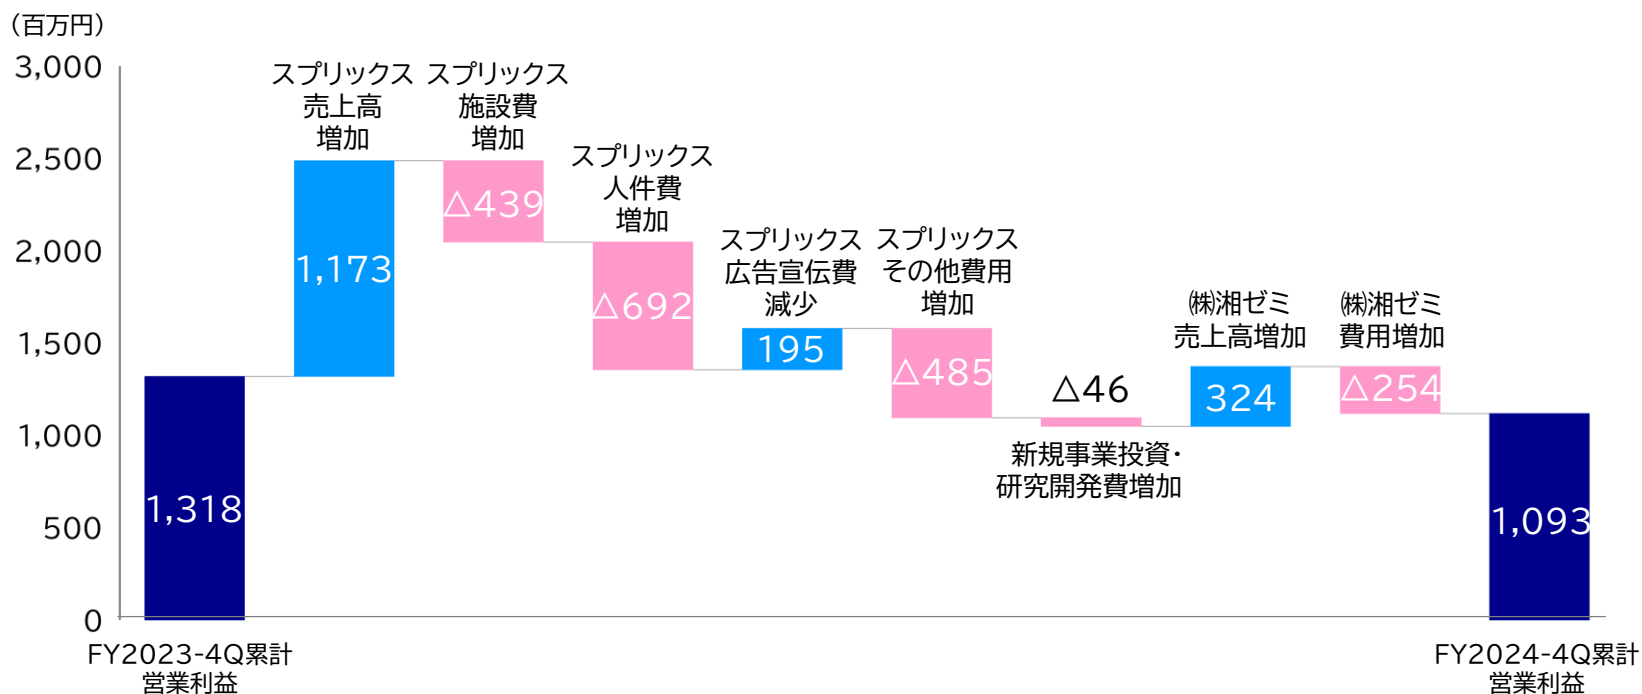 （百万円）
3,000
2,500
2,000
1,500
1,000
500
0
スプリックス
売上高
増加
1,173
スプリックス
施設費
増加
△439
スプリックス
人件費
増加
△692
スプリックス
広告宣伝費
減少
195
スプリックス
その他費用
増加
△485
△46
新規事業投資・
研究開発費増加
㈱湘ゼミ
売上高増加
324
㈱湘ゼミ
費用増加
△254
1,318
1,093
FY2023-4Q累計
営業利益
FY2024-4Q累計
営業利益